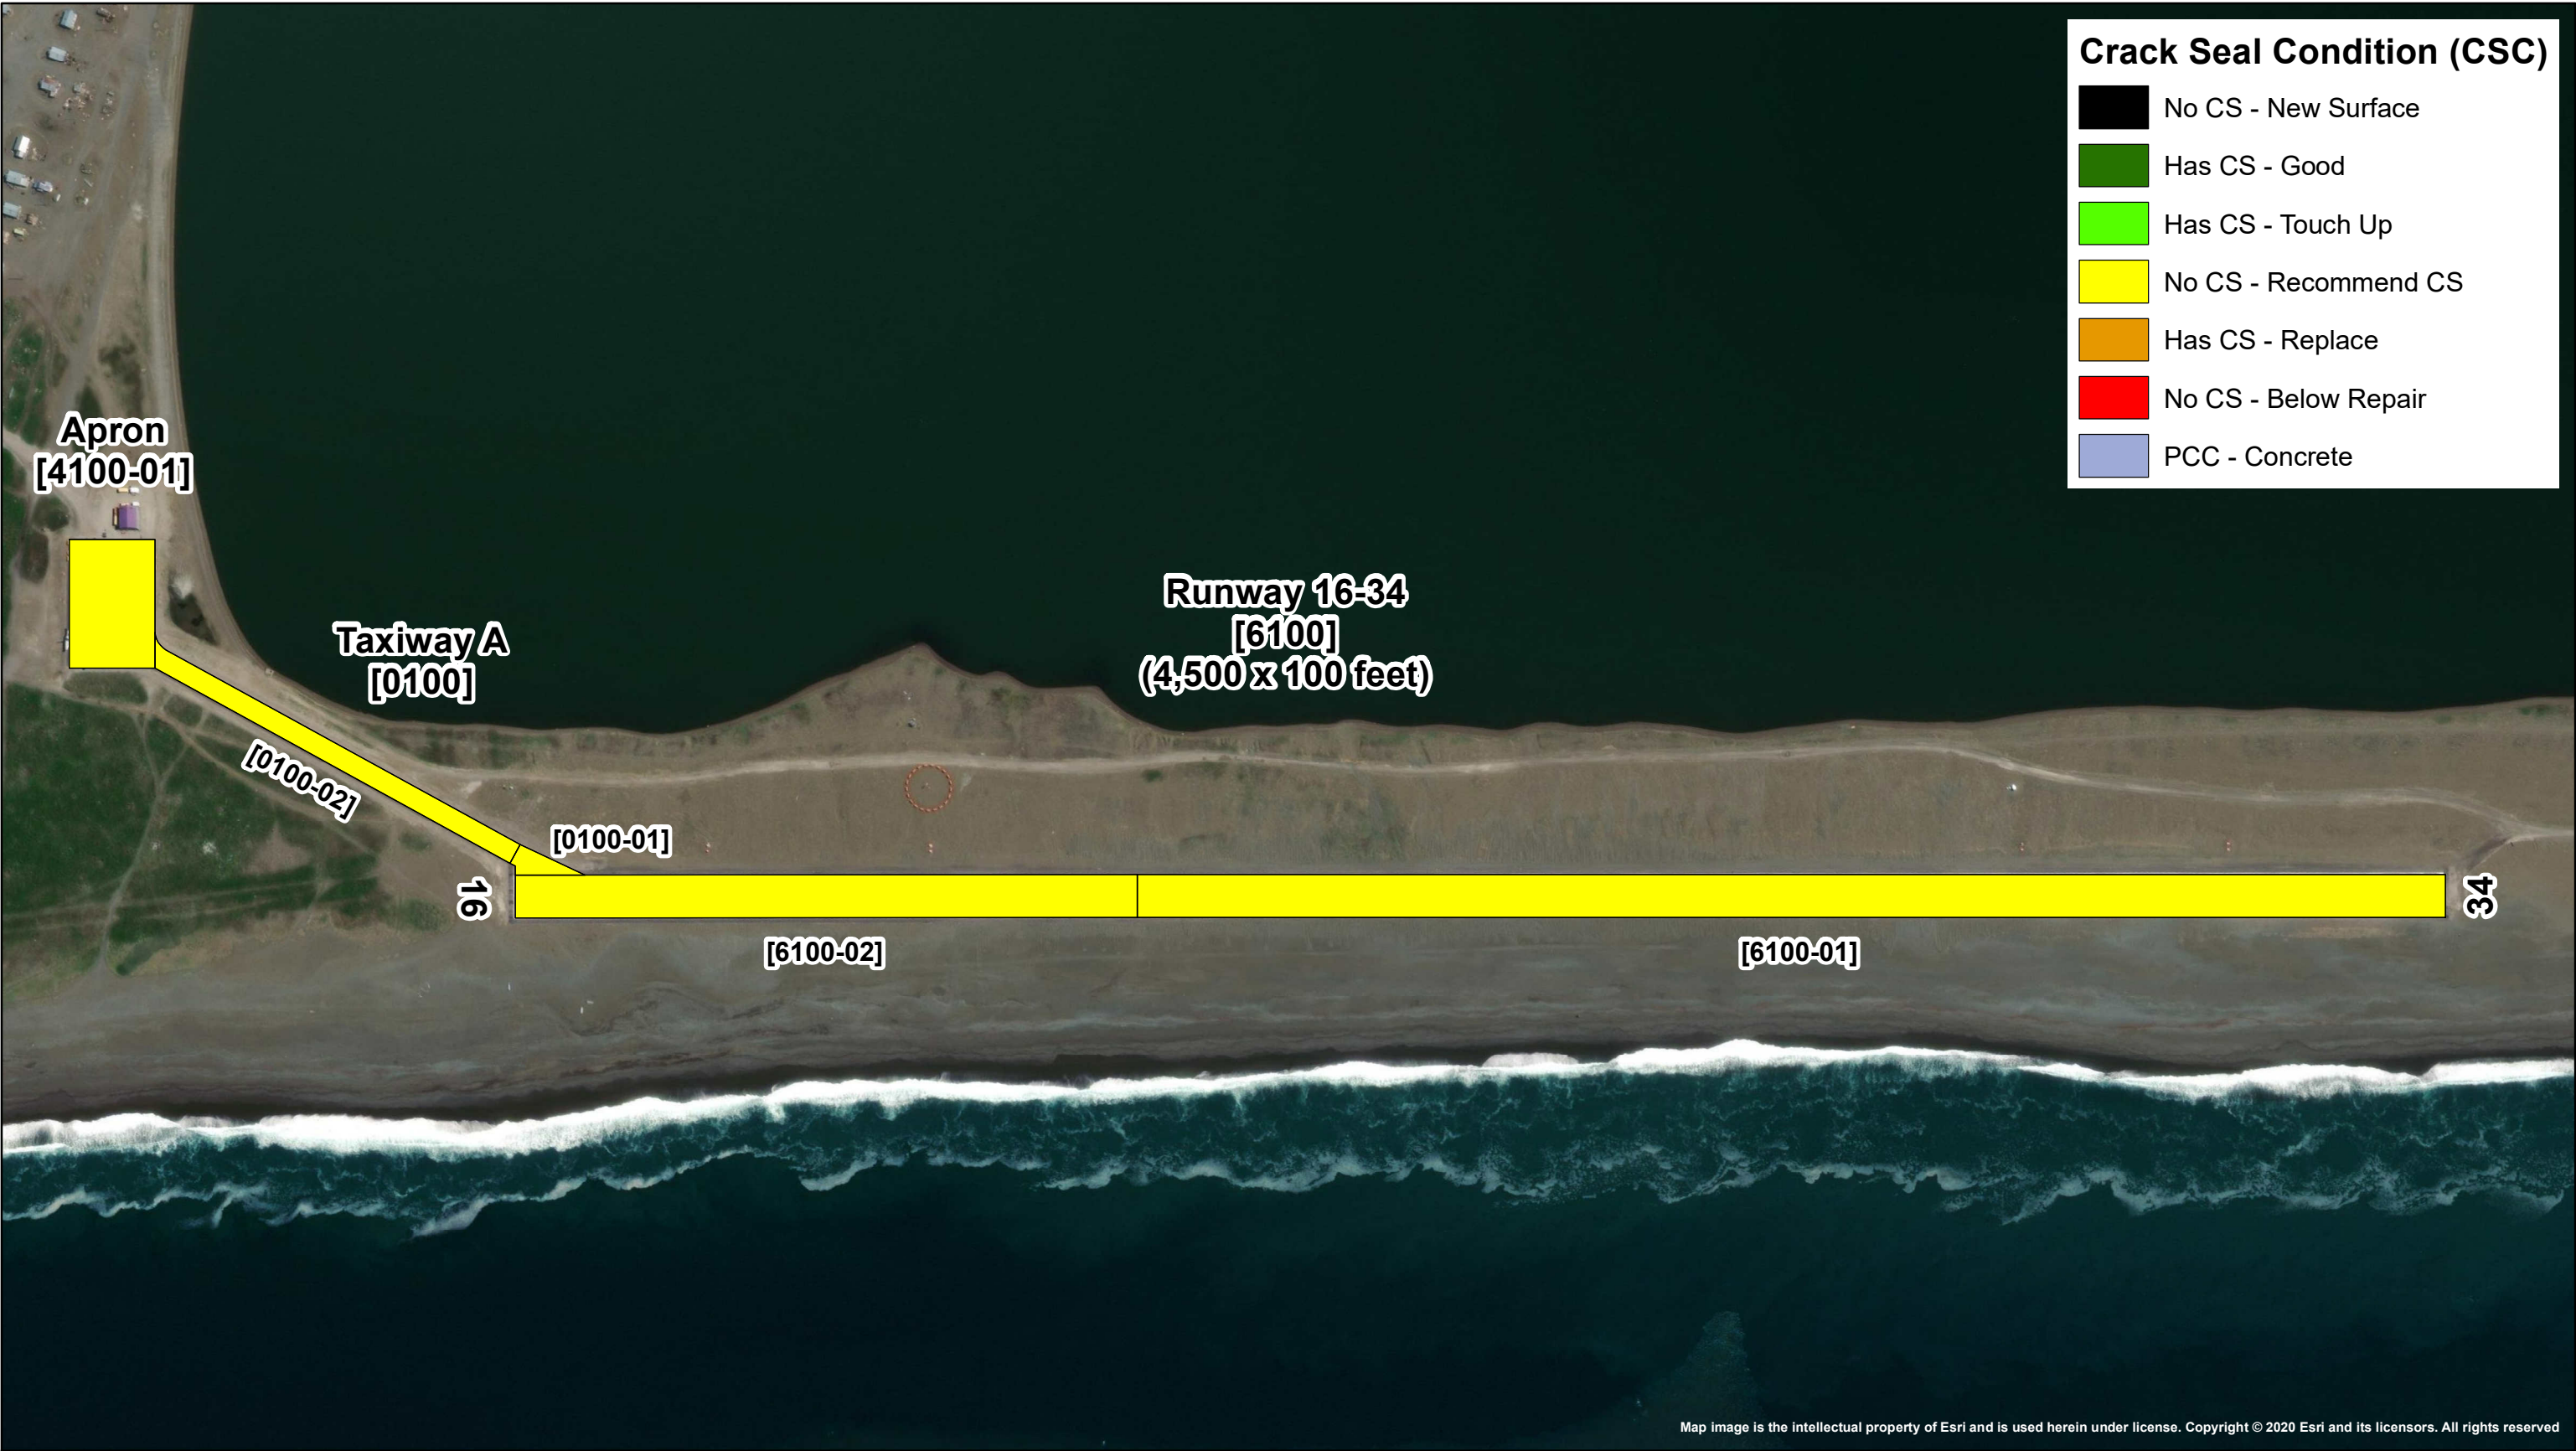 Crack Seal Condition (CSC)
No CS - New Surface
Has CS - Good
Has CS - Touch Up
No CS - Recommend CS
Has CS - Replace
No CS - Below Repair
PCC - Concrete
Apron
[4100-01]
Taxiway A
[0100]
Runway 16-34
[6100]
(4,500 x 100 feet)
[0100-02]
[0100-01]
16
34
[6100-02]
[6100-01]
Map image is the intellectual property of Esri and is used herein under license. Copyright © 2020 Esri and its licensors. All rights reserved